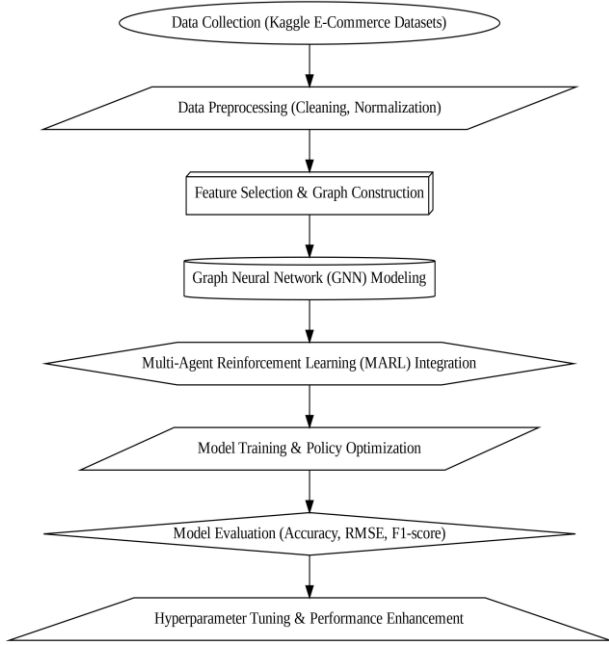 Data Collection (Kaggle E-Commerce Datasets)
Data Preprocessing (Cleaning, Normalization)
Feature Selection & Graph Construction
Graph Neural Network (GNN) Modeling
Multi-Agent Reinforcement Learning (MARL) Integration
Model Training & Policy Optimization
Model Evaluation (Accuracy, RMSE, F1-score)
Hyperparameter Tuning & Performance Enhancement